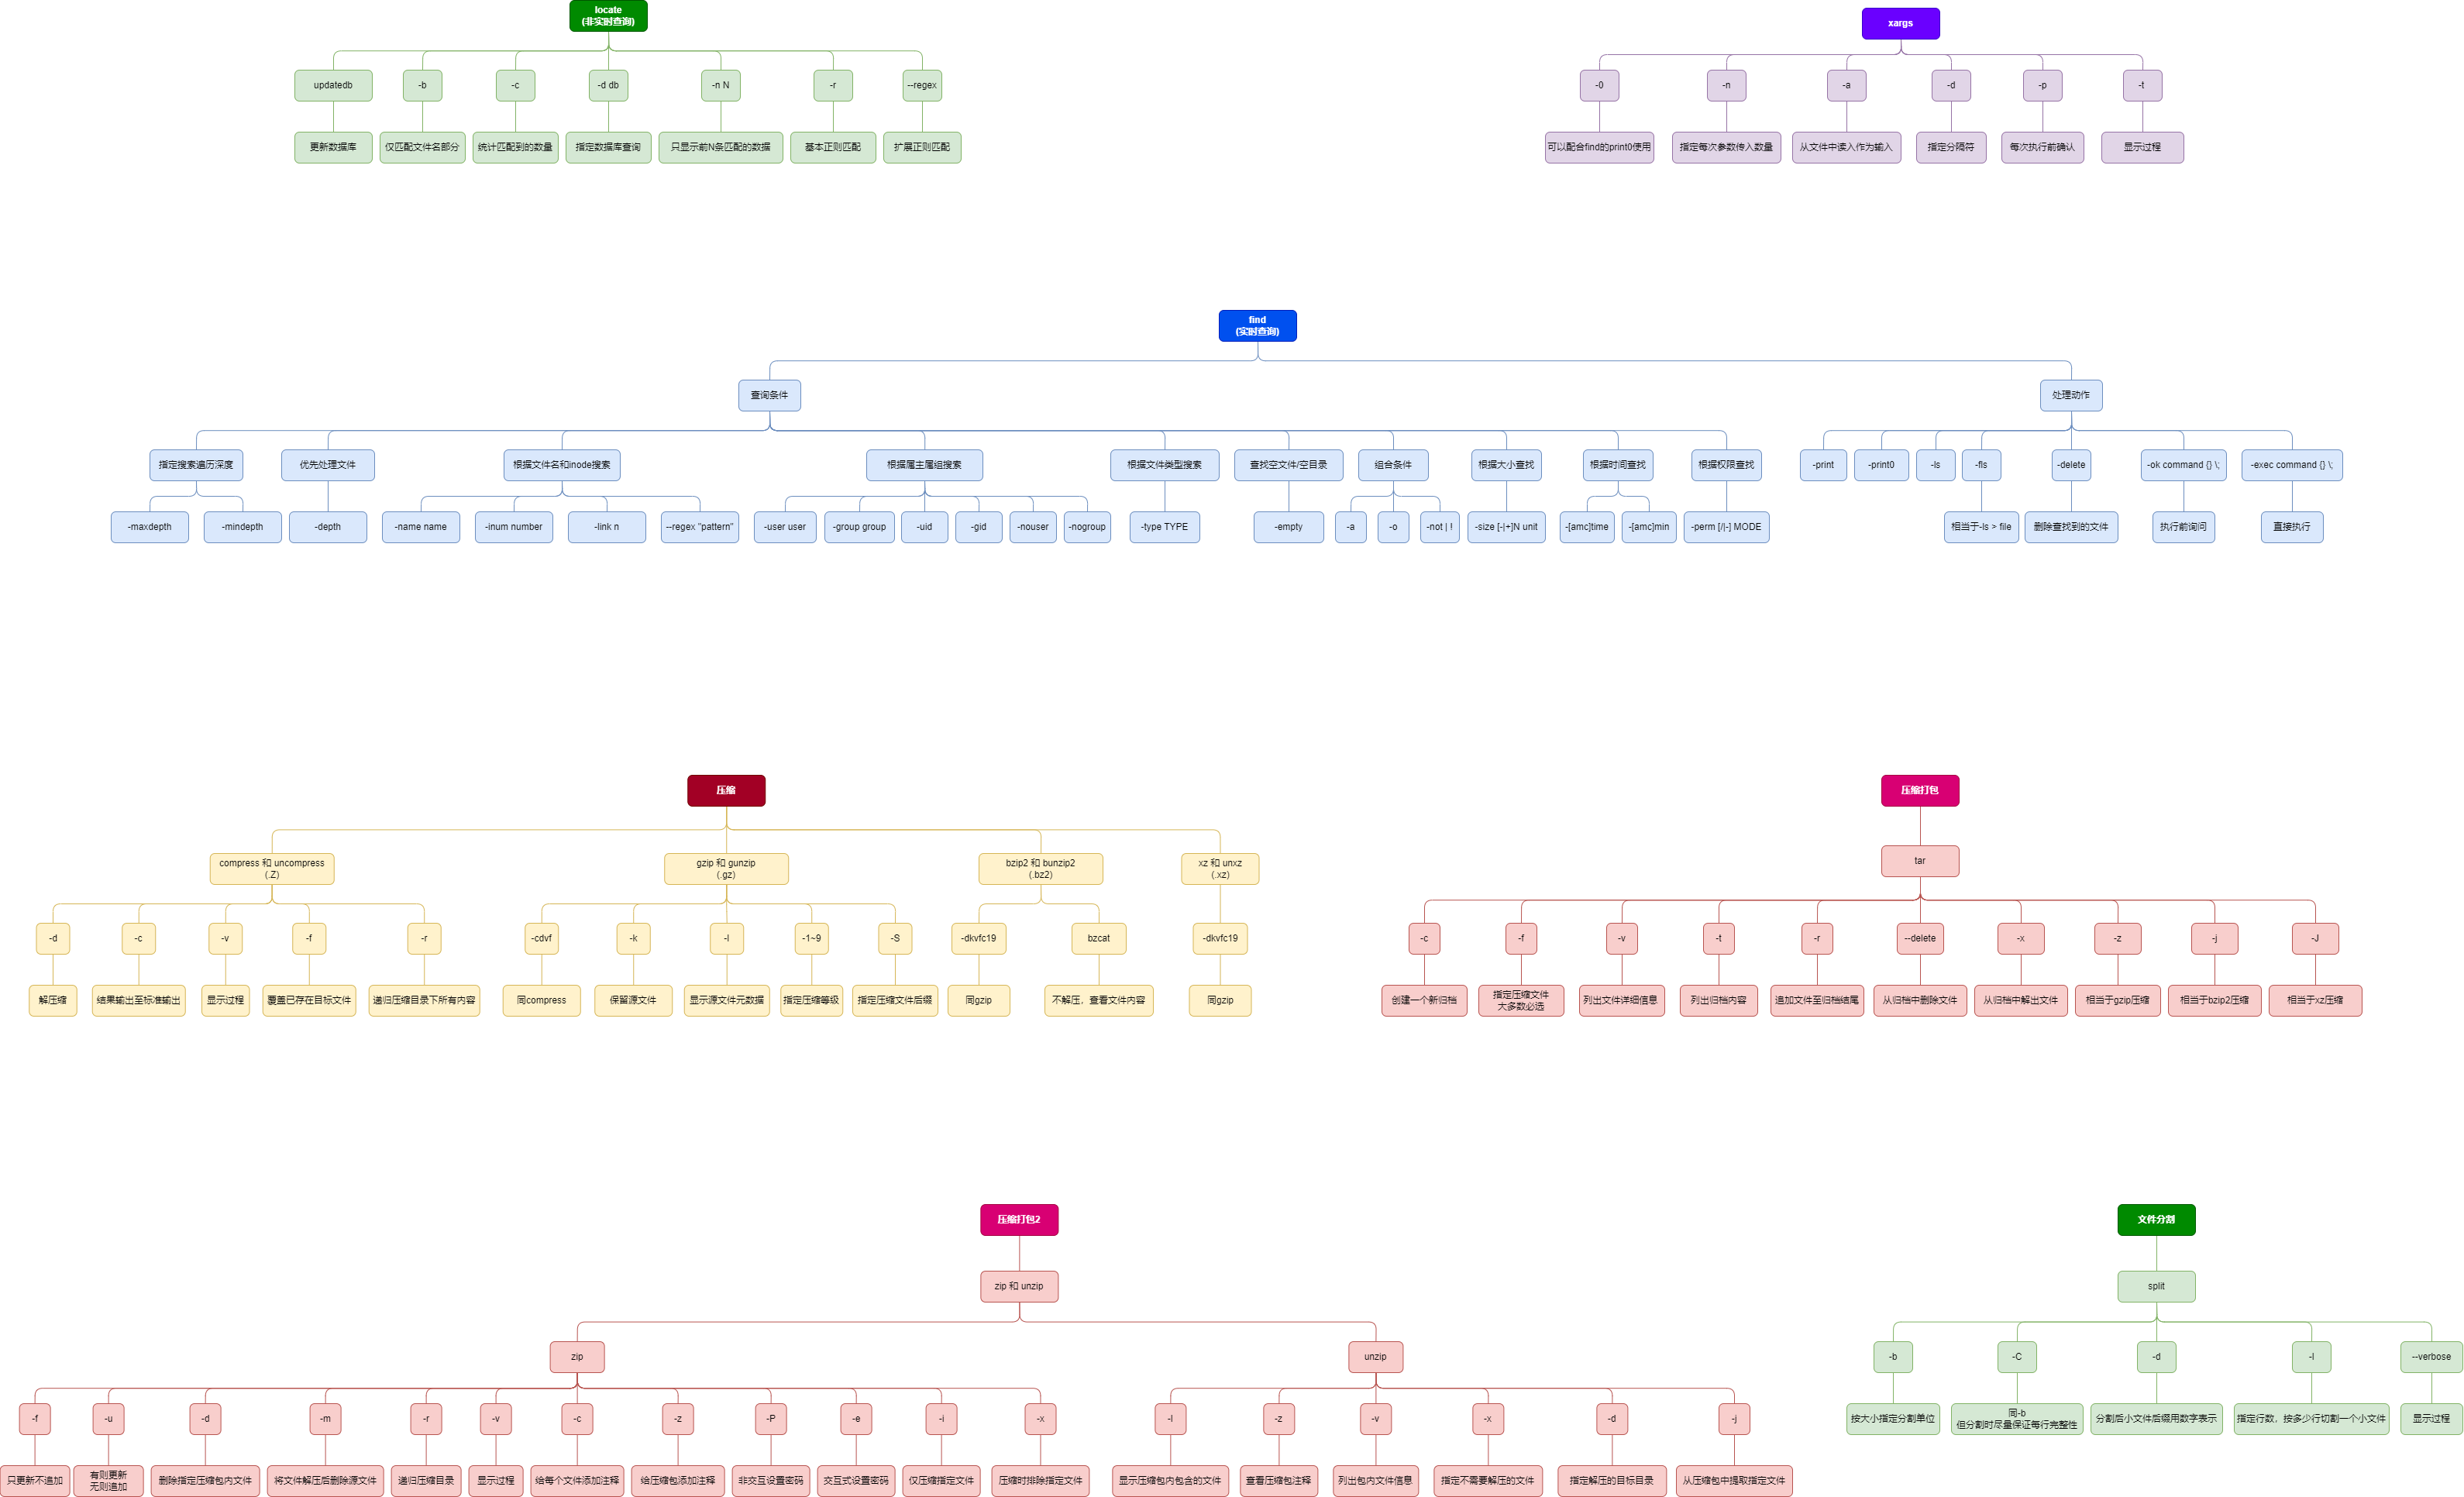 locate
(非实时查询)
updatedb
-b
-c
-d db
-n N
-r
--regex
更新数据库
仅匹配文件名部分
统计匹配到的数量
指定数据库查询
只显示前N条匹配的数据
基本正则匹配
扩展正则匹配
xargs
-0
-n
-a
-d
-p
-t
可以配合find的print0使用
指定每次参数传入数量
从文件中读入作为输入
指定分隔符
每次执行前确认
显示过程
find
(实时查询)
查询条件
处理动作
指定搜索遍历深度
优先处理文件
根据文件名和inode搜索
根据属主属组搜索
根据文件类型搜索
查找空文件/空目录
组合条件
根据大小查找
根据时间查找
根据权限查找
-print
-print0
-ls
-fls
-delete
-ok command {} \;
-exec command {} \;
-maxdepth
-mindepth
-depth
-name name
-inum number
-link n
--regex "pattern"
-user user
-group group
-uid
-gid
-nouser
-nogroup
-type TYPE
-empty
-a
-o
-not | !
-size [-|+]N unit
-[amc]time
-[amc]min
-perm [/|-] MODE
相当于-ls > file
删除查找到的文件
执行前询问
直接执行
压缩
compress 和 uncompress
(.Z)
gzip 和 gunzip
(.gz)
bzip2 和 bunzip2
(.bz2)
xz 和 unxz
(.xz)
-d
-c
-v
-f
-r
-cdvf
-k
-l
-1~9
-S
-dkvfc19
bzcat
-dkvfc19
解压缩
结果输出至标准输出
显示过程
覆盖已存在目标文件
递归压缩目录下所有内容
同compress
保留源文件
显示源文件元数据
指定压缩等级
指定压缩文件后缀
同gzip
不解压，查看文件内容
同gzip
压缩打包
tar
-c
-f
-v
-t
-r
--delete
-x
-z
-j
-J
创建一个新归档
指定压缩文件
大多数必选
列出文件详细信息
列出归档内容
追加文件至归档结尾
从归档中删除文件
从归档中解出文件
相当于gzip压缩
相当于bzip2压缩
相当于xz压缩
压缩打包2
zip 和 unzip
zip
unzip
-f
-u
-d
-m
-r
-v
-c
-z
-P
-e
-i
-x
-l
-z
-v
-x
-d
-j
只更新不追加
有则更新
无则追加
删除指定压缩包内文件
将文件解压后删除源文件
递归压缩目录
显示过程
给每个文件添加注释
给压缩包添加注释
非交互设置密码
交互式设置密码
仅压缩指定文件
压缩时排除指定文件
显示压缩包内包含的文件
查看压缩包注释
列出包内文件信息
指定不需要解压的文件
指定解压的目标目录
从压缩包中提取指定文件
文件分割
split
-b
-C
-d
-l
--verbose
按大小指定分割单位
同-b
但分割时尽量保证每行完整性
分割后小文件后缀用数字表示
指定行数，按多少行切割一个小文件
显示过程